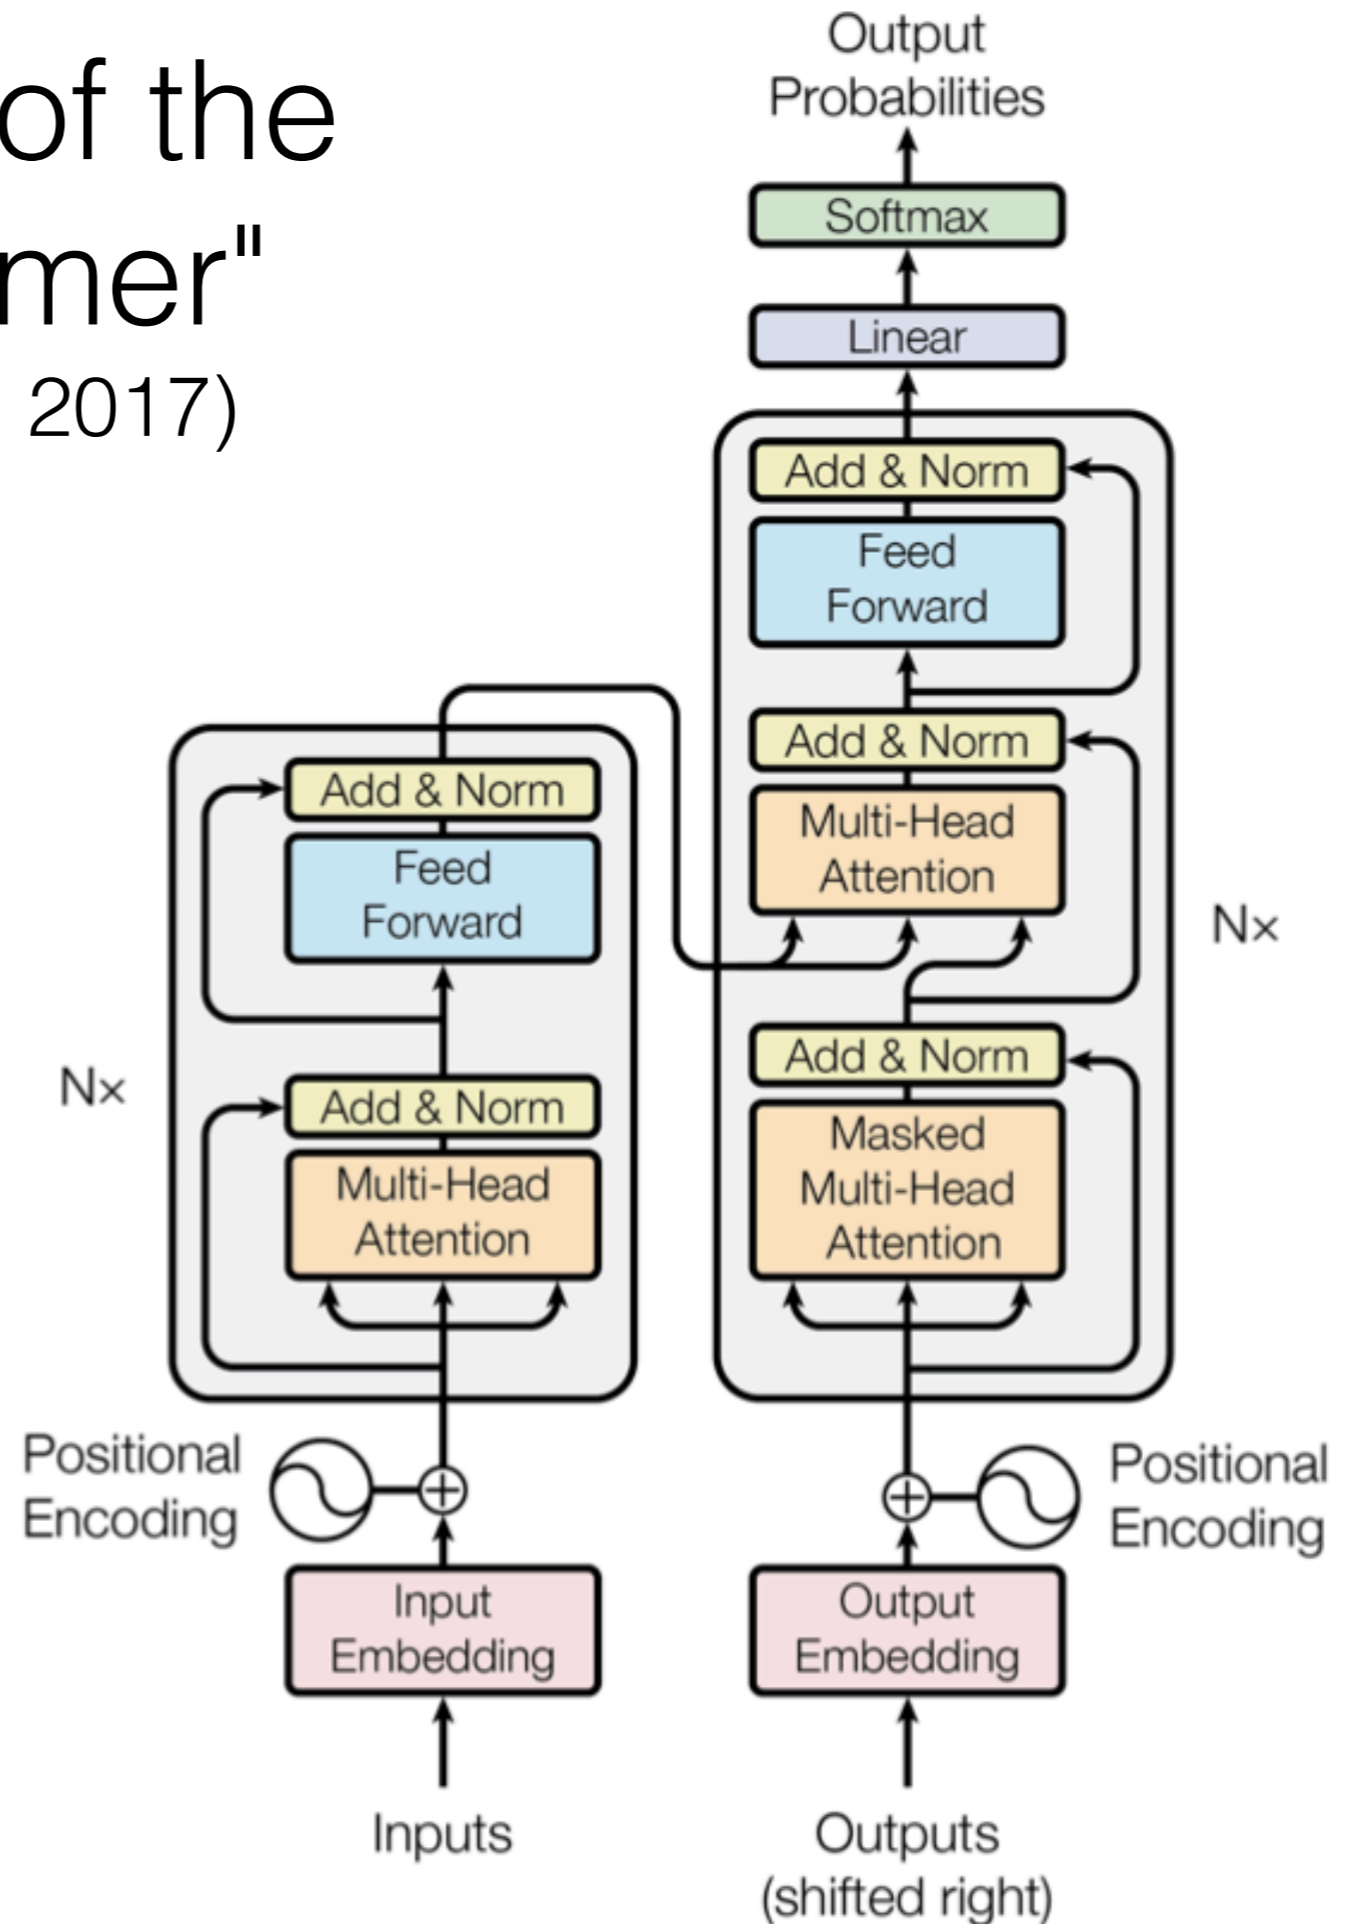 of the
mer"
2017)
Output
Probabilities
Softmax
Linear
Add & Norm
Feed
Forward
Add & Norm
Multi-Head
Attention
Add & Norm
Masked
Multi-Head
Attention
Nx
Add & Norm
Feed
Forward
Add & Norm
Multi-Head
Attention
Nx
Positional
Encoding
Positional
Encoding
Input
Embedding
Output
Embedding
Inputs
Outputs
(shifted right)